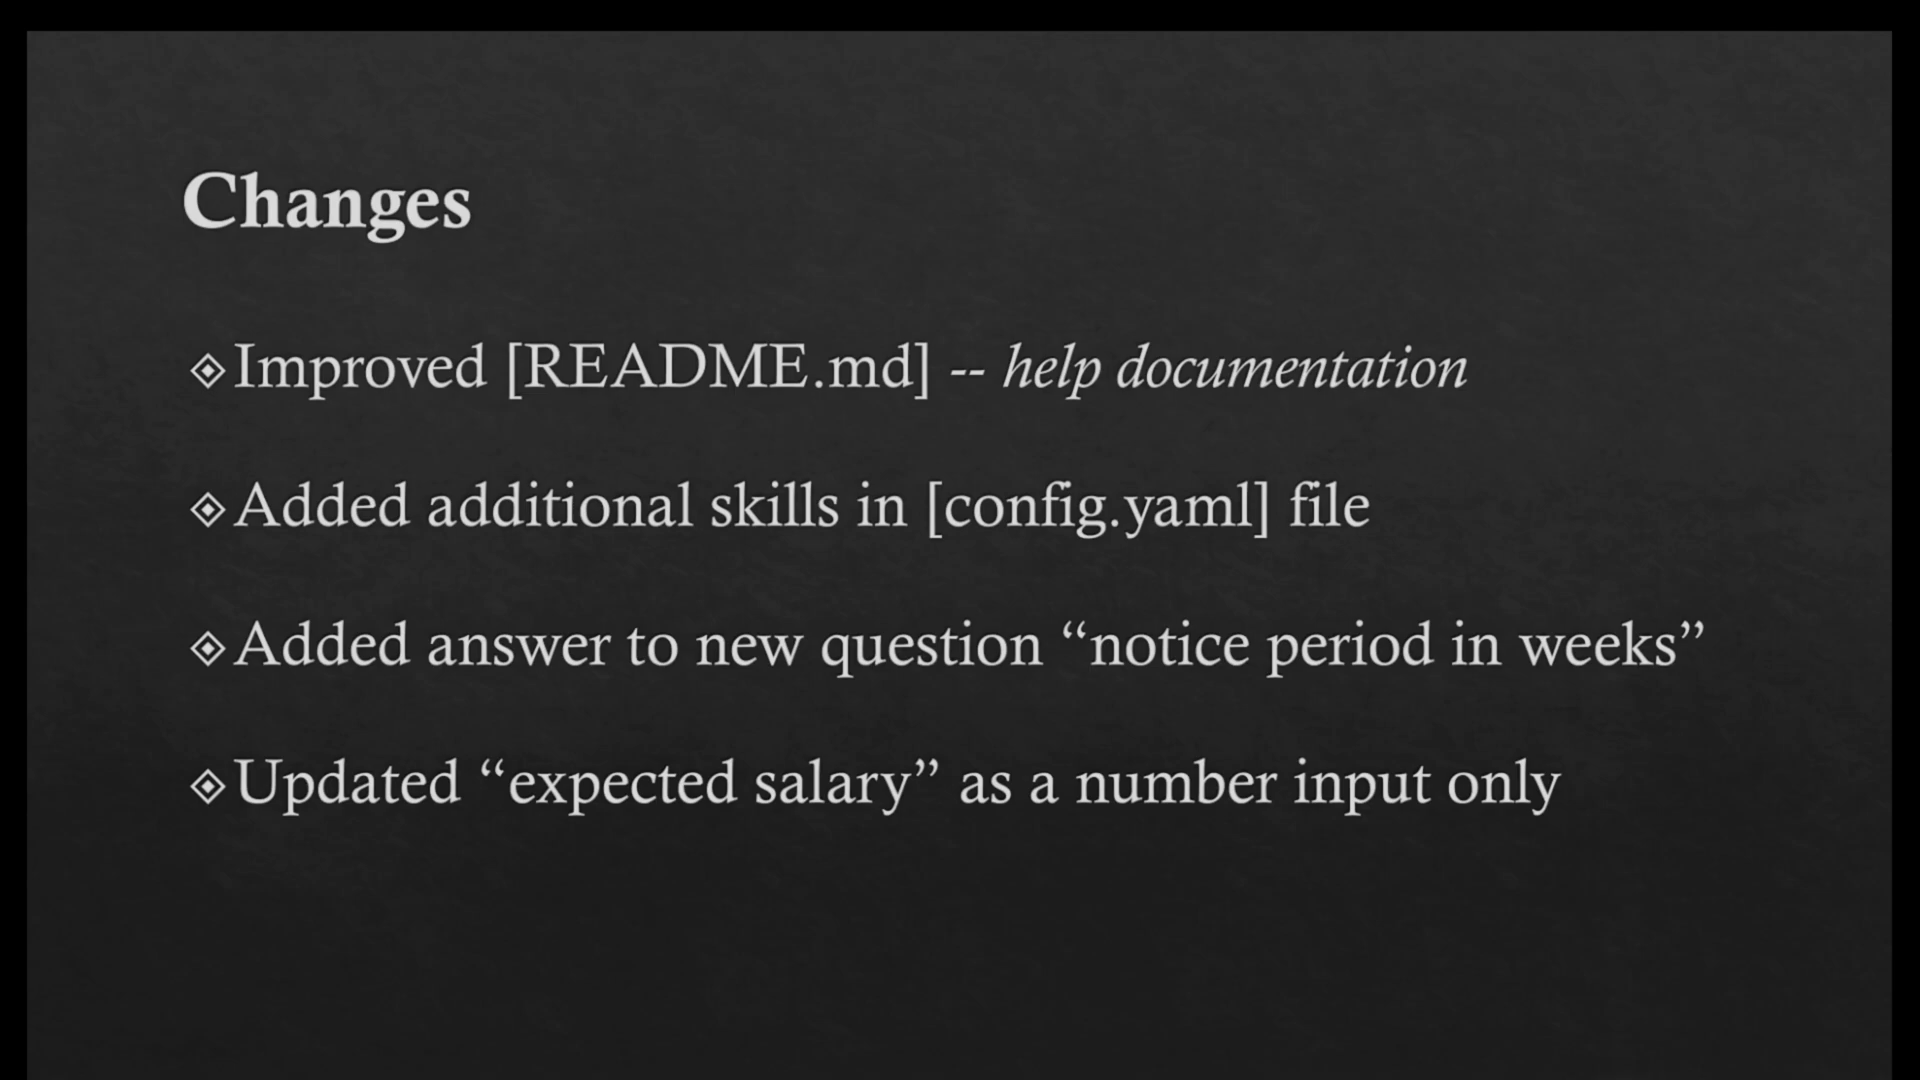 Changes
Improved [README.md] -- help documentation
Added additional skills in [config.yaml] file
Added answer to new question “notice period in weeks”
Updated “expected salary” as a number input only